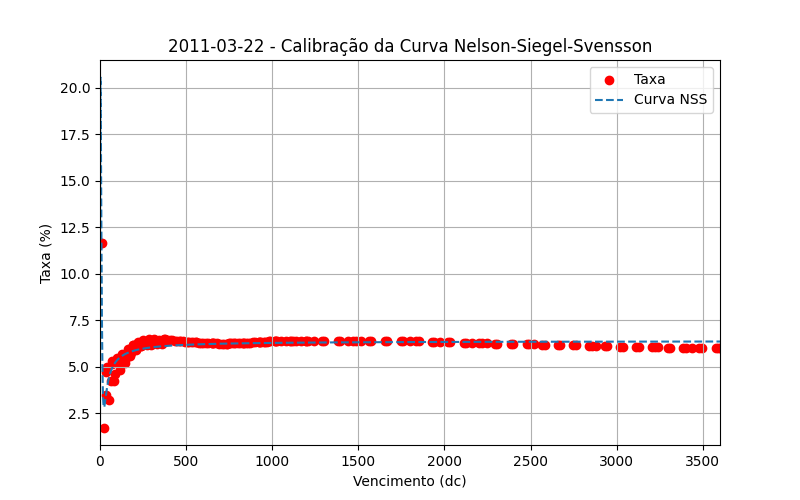 2011-03-22 - Calibração da Curva Nelson-Siegel-Svensson
Taxa
Curva NSS
Taxa (%)
20.0
17.5
15.0
12.5
10.0
7.5
5.0
2.5
0 500 1000 1500 2000 2500 3000 3500
Vencimento (dc)